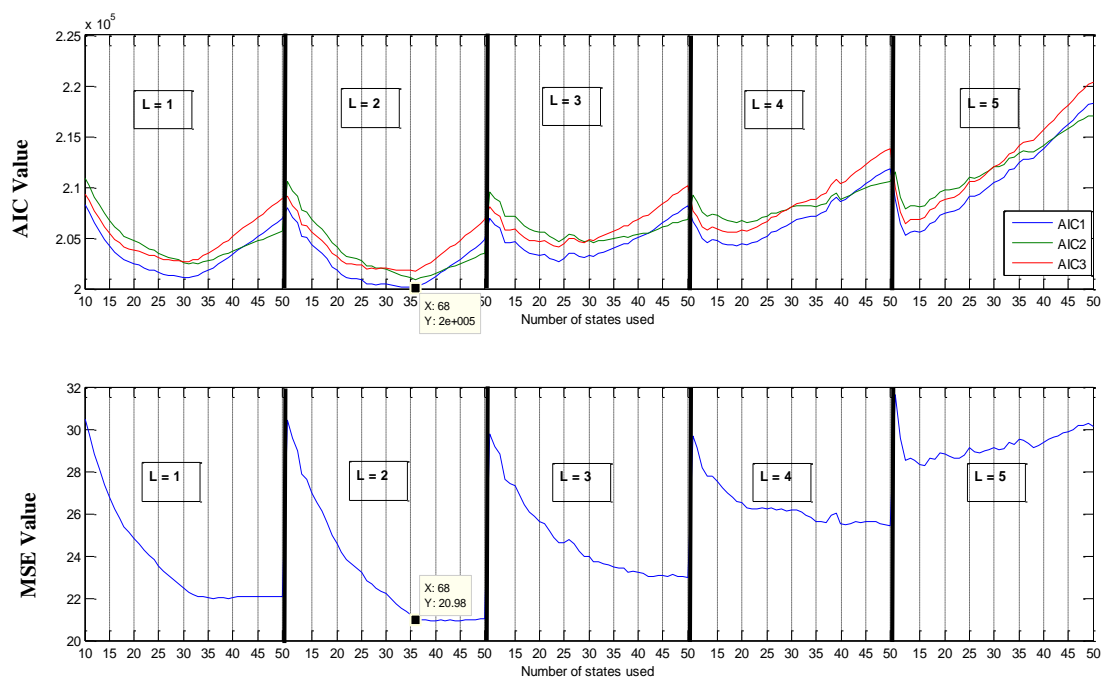 x 10^5
2.25
2.2
2.15
2.1
2.05
2
AIC Value
L = 1
L = 2
L = 3
L = 4
L = 5
AIC1
AIC2
AIC3
10 15 20 25 30 35 40 45 50 15 20 25 30 35 40 45 50 15 20 25 30 35 40 45 50 15 20 25 30 35 40 45 50 15 20 25 30 35 40 45 50
X: 68
Y: 2e+005
Number of states used
32
30
28
26
24
22
20
MSE Value
L = 1
L = 2
L = 3
L = 4
L = 5
X: 68
Y: 20.98
10 15 20 25 30 35 40 45 50 15 20 25 30 35 40 45 50 15 20 25 30 35 40 45 50 15 20 25 30 35 40 45 50 15 20 25 30 35 40 45 50
Number of states used